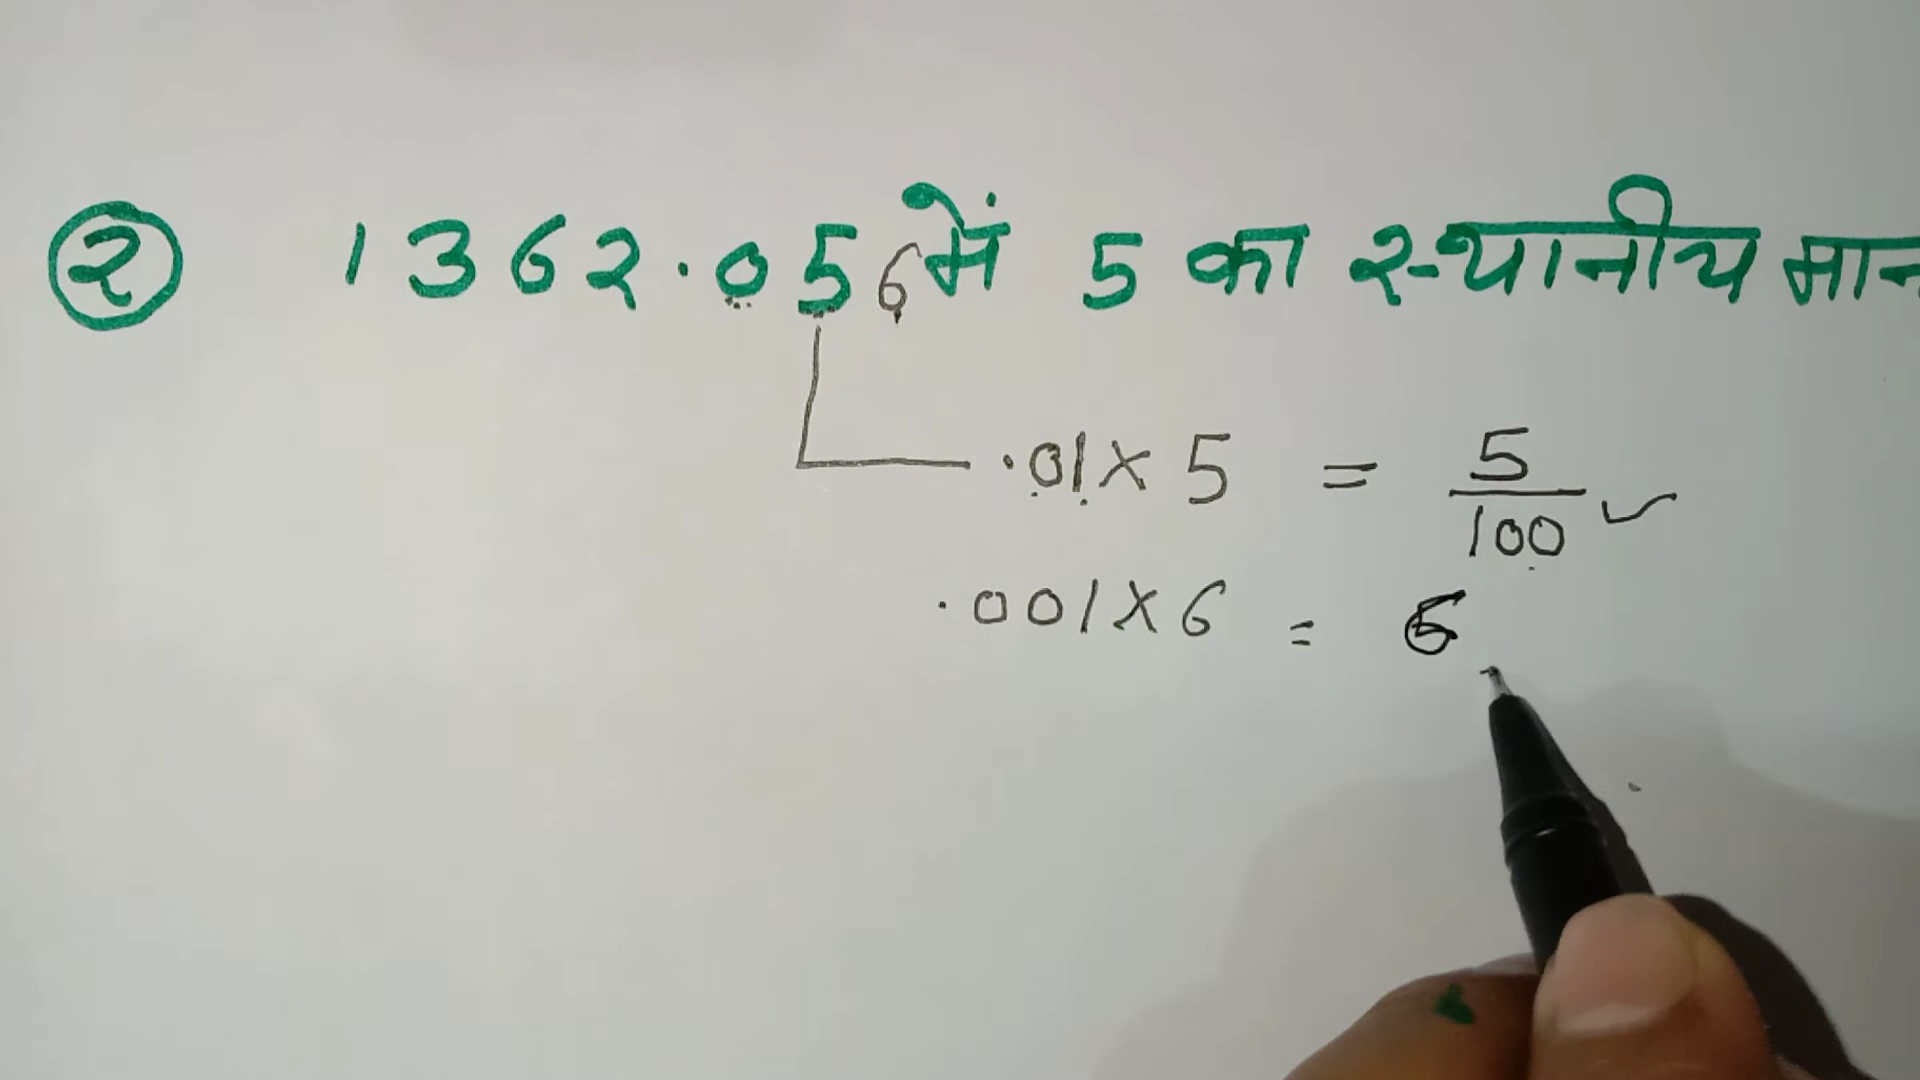 ② 1362.056 में 5 का स्थानीय मान
.01 × 5 = 5/100 ✓
.001 × 6 = 6